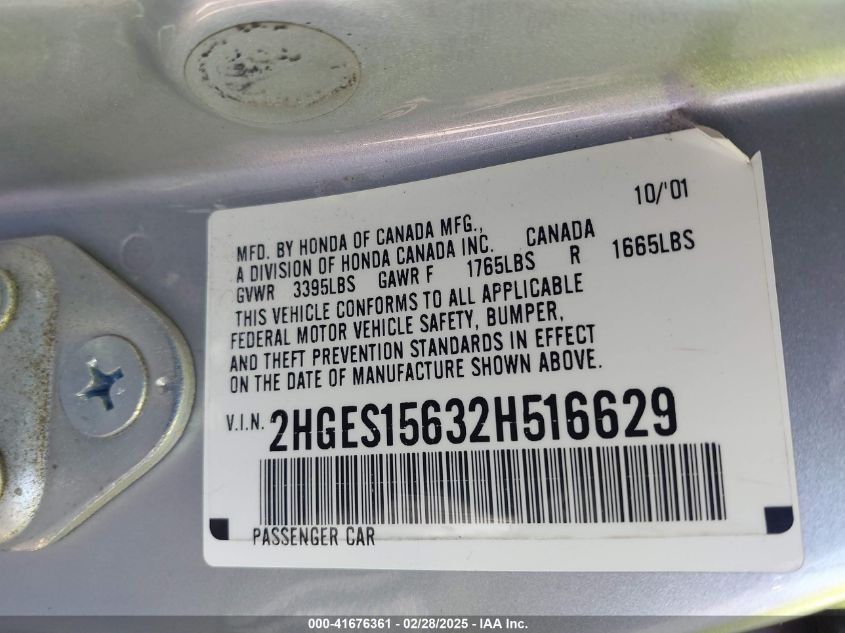 10/'01
MFD. BY HONDA OF CANADA MFG.,
A DIVISION OF HONDA CANADA INC. CANADA
GVWR 3395LBS GAWR F 1765LBS R 1665LBS
THIS VEHICLE CONFORMS TO ALL APPLICABLE
FEDERAL MOTOR VEHICLE SAFETY, BUMPER,
AND THEFT PREVENTION STANDARDS IN EFFECT
ON THE DATE OF MANUFACTURE SHOWN ABOVE.
V.I.N. 2HGES15632H516629
PASSENGER CAR
000-41676361 - 02/28/2025 - IAA Inc.